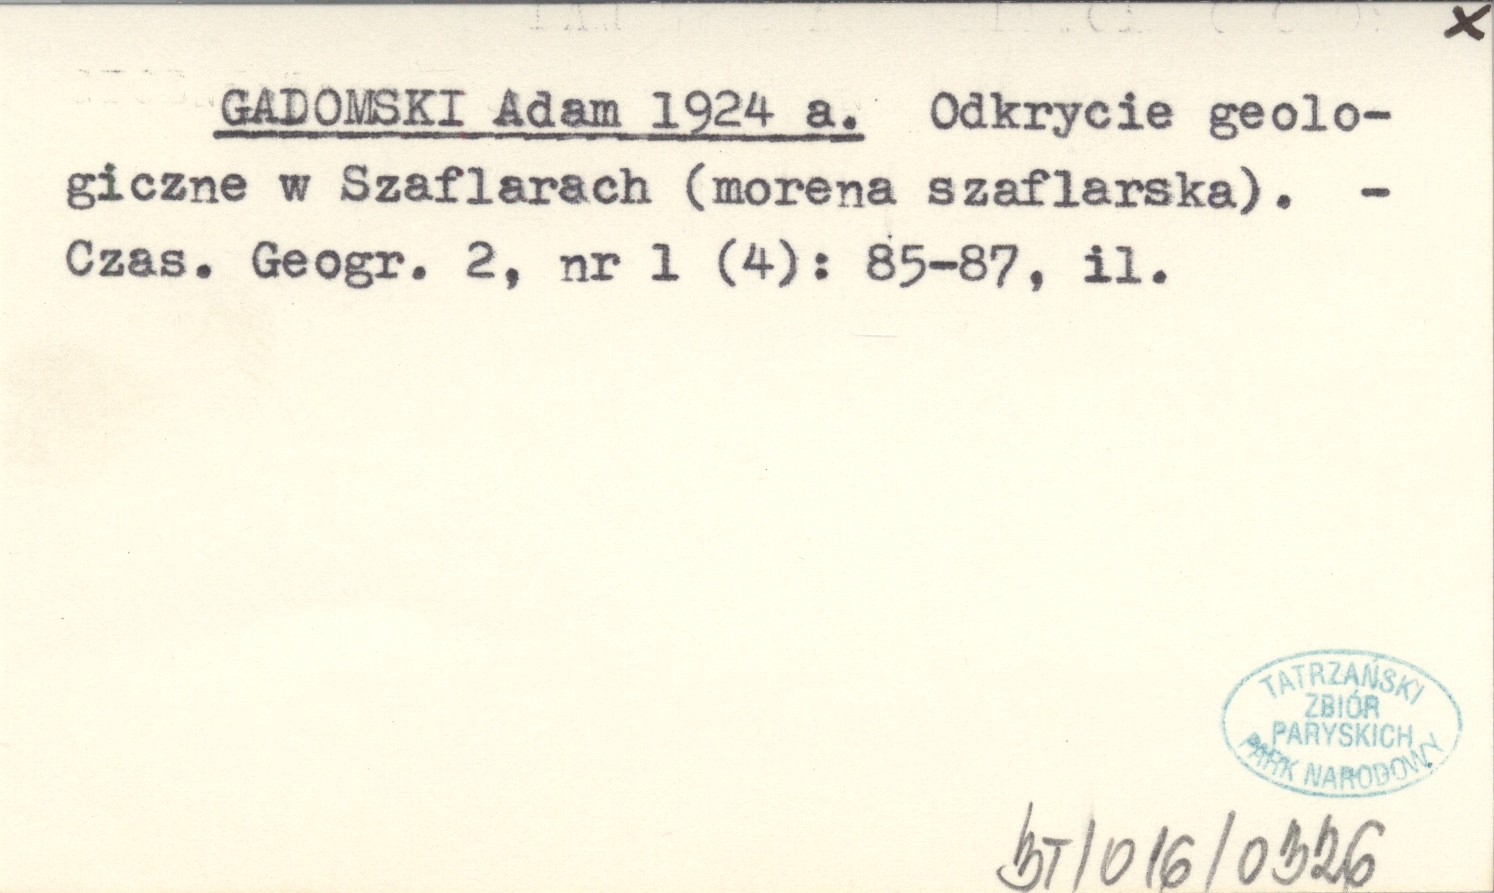 x
GADOMSKI Adam 1924 a. Odkrycie geolo-
giczne w Szaflarach (morena szaflarska). -
Czas. Geogr. 2, nr 1 (4): 85-87, il.
TATRZAŃSKI
ZBIÓR
PARYSKICH
PARK NARODOWY
BT/016/0326